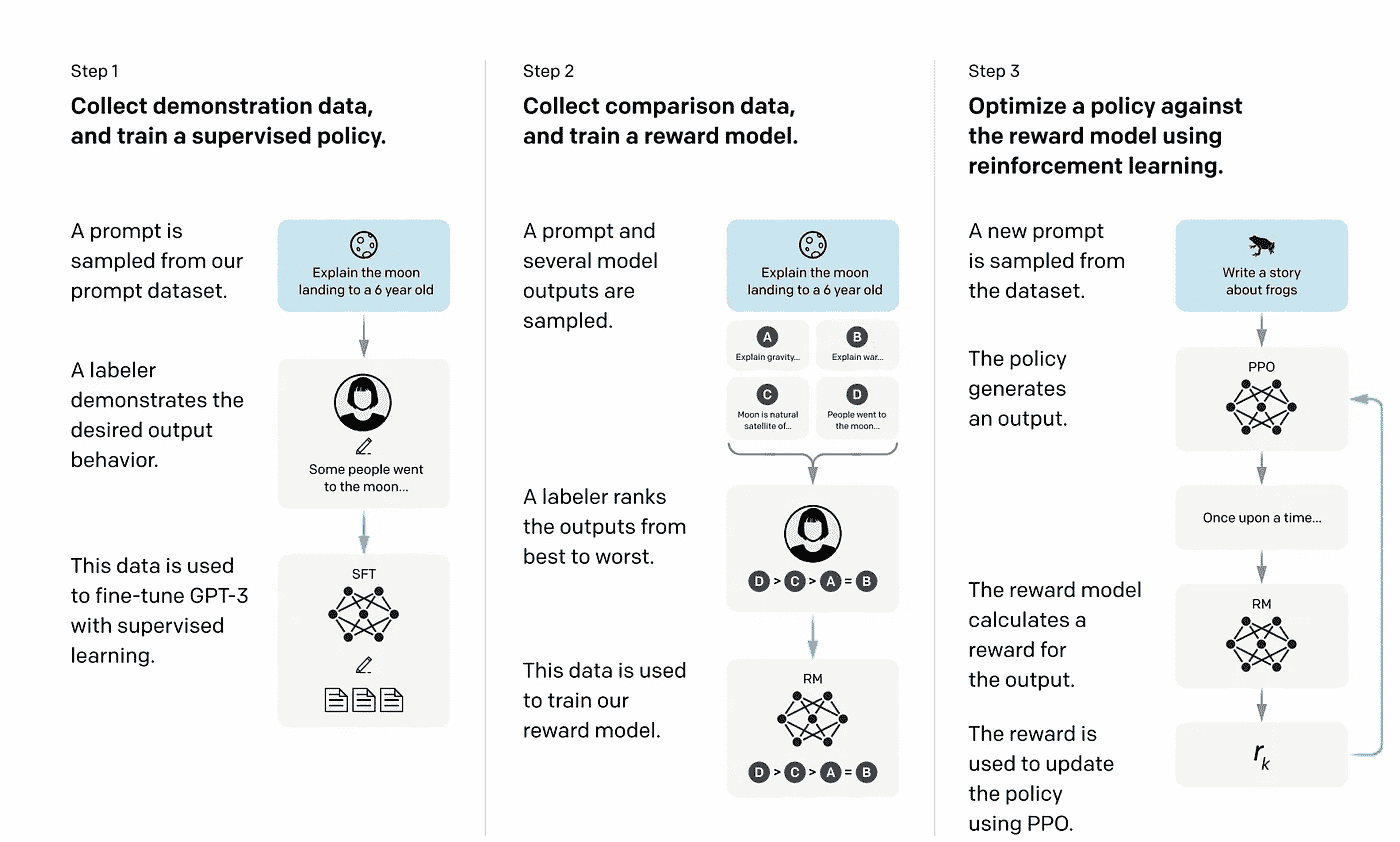 Step 1
Collect demonstration data,
and train a supervised policy.
A prompt is
sampled from our
prompt dataset.
Explain the moon
landing to a 6 year old
A labeler
demonstrates the
desired output
behavior.
Some people went
to the moon...
This data is used
to fine-tune GPT-3
with supervised
learning.
SFT
Step 2
Collect comparison data,
and train a reward model.
A prompt and
several model
outputs are
sampled.
Explain the moon
landing to a 6 year old
A
Explain gravity...
B
Explain war...
C
Moon is natural
satellite of...
D
People went to
the moon...
A labeler ranks
the outputs from
best to worst.
D > C > A = B
This data is used
to train our
reward model.
RM
D > C > A = B
Step 3
Optimize a policy against
the reward model using
reinforcement learning.
A new prompt
is sampled from
the dataset.
Write a story
about frogs
The policy
generates
an output.
PPO
Once upon a time...
The reward model
calculates a
reward for
the output.
RM
The reward is
used to update
the policy
using PPO.
rₖ